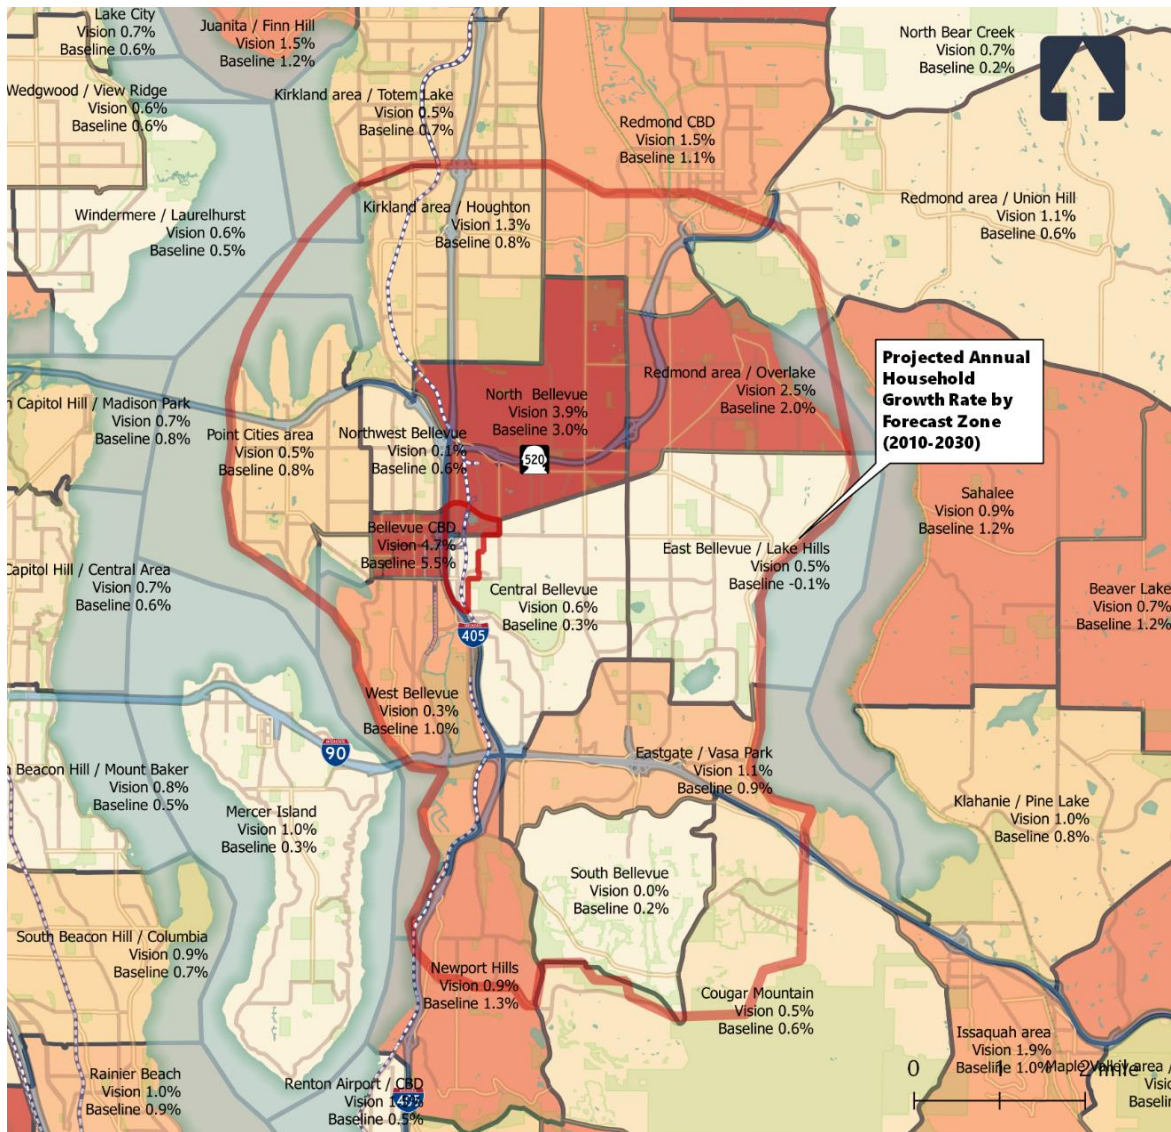 Lake City
Vision 0.7%
Baseline 0.6%
Juanita / Finn Hill
Vision 1.5%
Baseline 1.2%
North Bear Creek
Vision 0.7%
Baseline 0.2%
Wedgwood / View Ridge
Vision 0.6%
Baseline 0.6%
Kirkland area / Totem Lake
Vision 0.5%
Baseline 0.7%
Redmond CBD
Vision 1.5%
Baseline 1.1%
Windermere / Laurelhurst
Vision 0.6%
Baseline 0.5%
Kirkland area / Houghton
Vision 1.3%
Baseline 0.8%
Redmond area / Union Hill
Vision 1.1%
Baseline 0.6%
Projected Annual
Household
Growth Rate by
Forecast Zone
(2010-2030)
Redmond area / Overlake
Vision 2.5%
Baseline 2.0%
North Bellevue
Vision 3.9%
Baseline 3.0%
520
Capitol Hill / Madison Park
Vision 0.7%
Baseline 0.8%
Point Cities area
Vision 0.5%
Baseline 0.8%
Northwest Bellevue
Vision 0.1%
Baseline 0.6%
Sahalee
Vision 0.9%
Baseline 1.2%
Bellevue CBD
Vision 4.7%
Baseline 5.5%
East Bellevue / Lake Hills
Vision 0.5%
Baseline -0.1%
Capitol Hill / Central Area
Vision 0.7%
Baseline 0.6%
Central Bellevue
Vision 0.6%
Baseline 0.3%
Beaver Lake
Vision 0.7%
Baseline 1.2%
405
West Bellevue
Vision 0.3%
Baseline 1.0%
90
Eastgate / Vasa Park
Vision 1.1%
Baseline 0.9%
Beacon Hill / Mount Baker
Vision 0.8%
Baseline 0.5%
Mercer Island
Vision 1.0%
Baseline 0.3%
Klahanie / Pine Lake
Vision 1.0%
Baseline 0.8%
South Bellevue
Vision 0.0%
Baseline 0.2%
South Beacon Hill / Columbia
Vision 0.9%
Baseline 0.7%
Newport Hills
Vision 0.9%
Baseline 1.3%
Cougar Mountain
Vision 0.5%
Baseline 0.6%
Issaquah area
Vision 1.9%
Baseline 1.0%
Rainier Beach
Vision 1.0%
Baseline 0.9%
Renton Airport / CBD
Vision
Baseline 0.5%
405
0 1 2 mile
Maple Valley area /